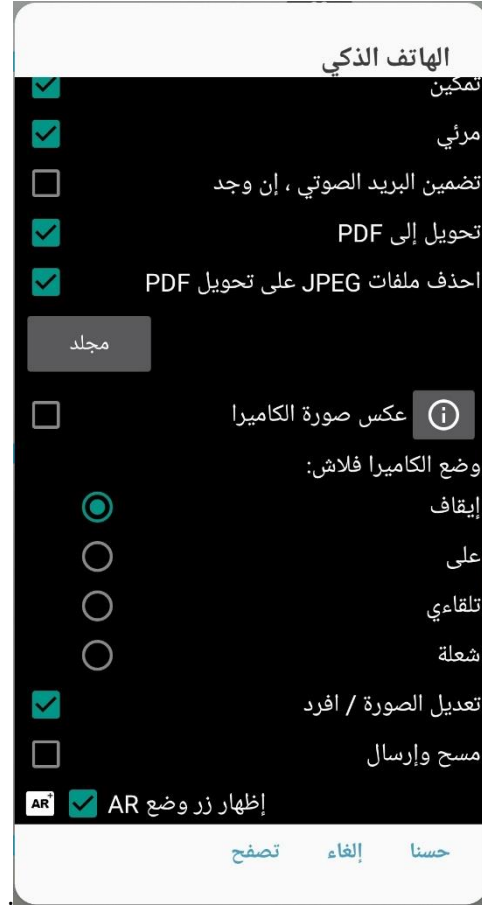 الهاتف الذكي
تمكين
مرئي
تضمين البريد الصوتي ، إن وجد
تحويل إلى PDF
احذف ملفات JPEG على تحويل PDF
مجلد
عكس صورة الكاميرا
وضع الكاميرا فلاش:
إيقاف
على
تلقاءي
شعلة
تعديل الصورة / افرد
مسح وإرسال
إظهار زر وضع AR AR+
حسنا إلغاء تصفح